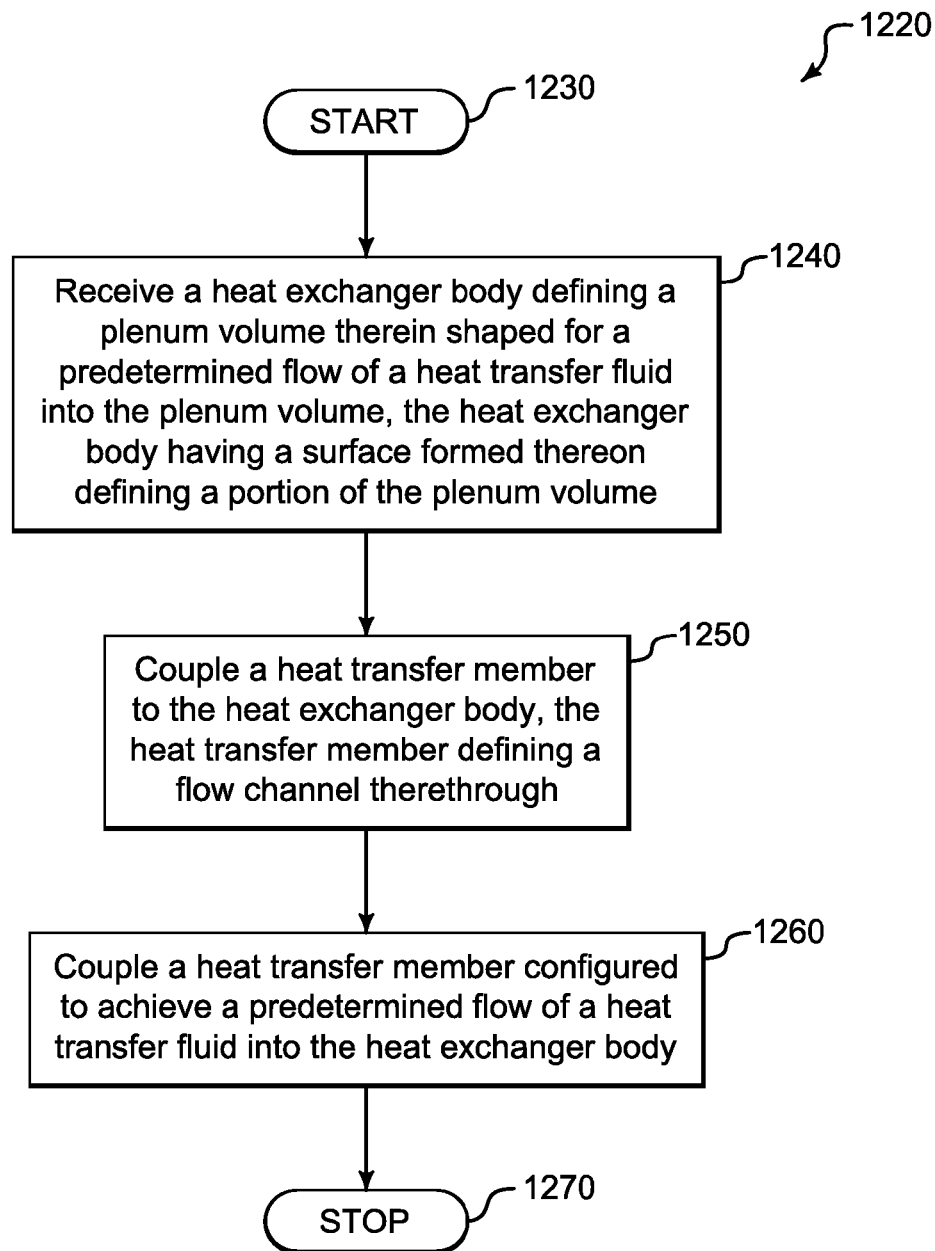 1220
1230
START
1240
Receive a heat exchanger body defining a
plenum volume therein shaped for a
predetermined flow of a heat transfer fluid
into the plenum volume, the heat exchanger
body having a surface formed thereon
defining a portion of the plenum volume
1250
Couple a heat transfer member
to the heat exchanger body, the
heat transfer member defining a
flow channel therethrough
1260
Couple a heat transfer member configured
to achieve a predetermined flow of a heat
transfer fluid into the heat exchanger body
1270
STOP